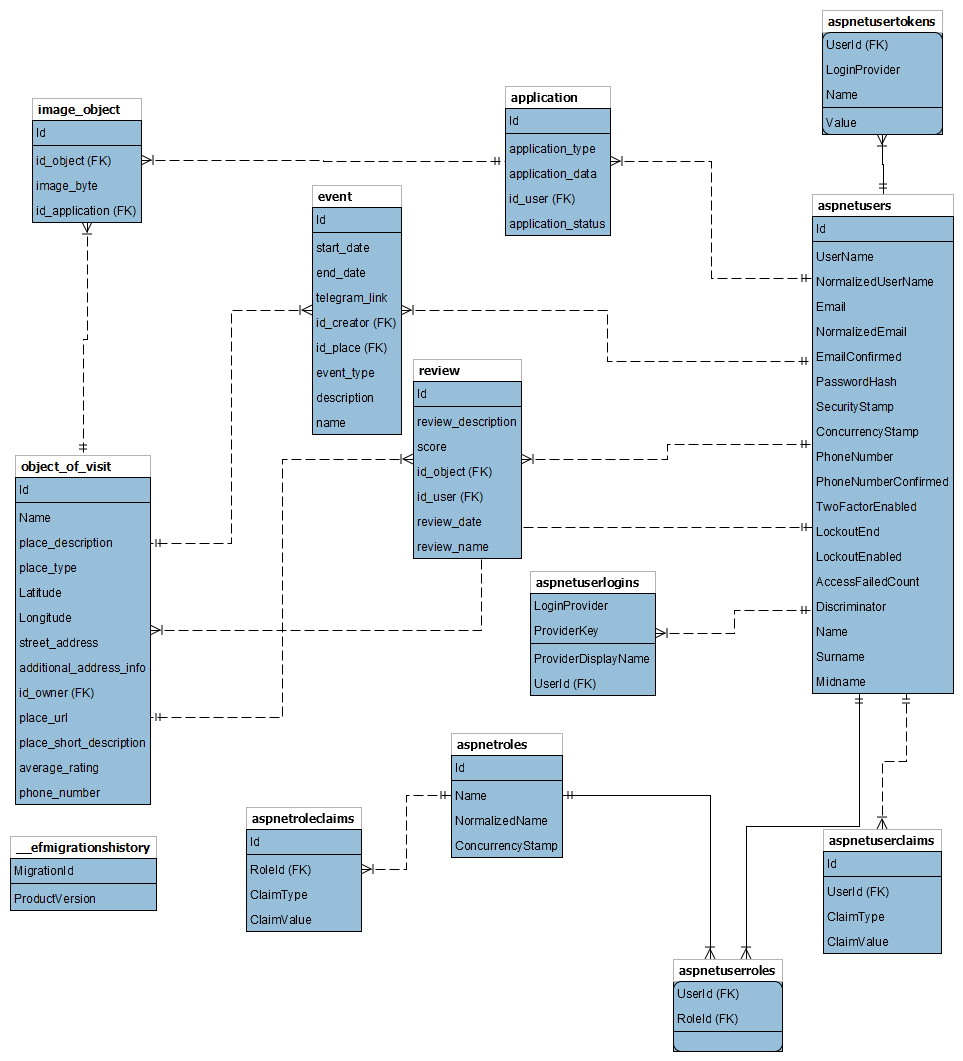 aspnetusertokens
UserId (FK)
LoginProvider
Name
Value
image_object
Id
id_object (FK)
image_byte
id_application (FK)
application
Id
application_type
application_data
id_user (FK)
application_status
event
Id
start_date
end_date
telegram_link
id_creator (FK)
id_place (FK)
event_type
description
name
aspnetusers
Id
UserName
NormalizedUserName
Email
NormalizedEmail
EmailConfirmed
PasswordHash
SecurityStamp
ConcurrencyStamp
PhoneNumber
PhoneNumberConfirmed
TwoFactorEnabled
LockoutEnd
LockoutEnabled
AccessFailedCount
Discriminator
Name
Surname
Midname
review
Id
review_description
score
id_object (FK)
id_user (FK)
review_date
review_name
object_of_visit
Id
Name
place_description
place_type
Latitude
Longitude
street_address
additional_address_info
id_owner (FK)
place_url
place_short_description
average_rating
phone_number
aspnetuserlogins
LoginProvider
ProviderKey
ProviderDisplayName
UserId (FK)
aspnetroles
Id
Name
NormalizedName
ConcurrencyStamp
aspnetroleclaims
Id
RoleId (FK)
ClaimType
ClaimValue
__efmigrationshistory
MigrationId
ProductVersion
aspnetuserclaims
Id
UserId (FK)
ClaimType
ClaimValue
aspnetuserroles
UserId (FK)
RoleId (FK)